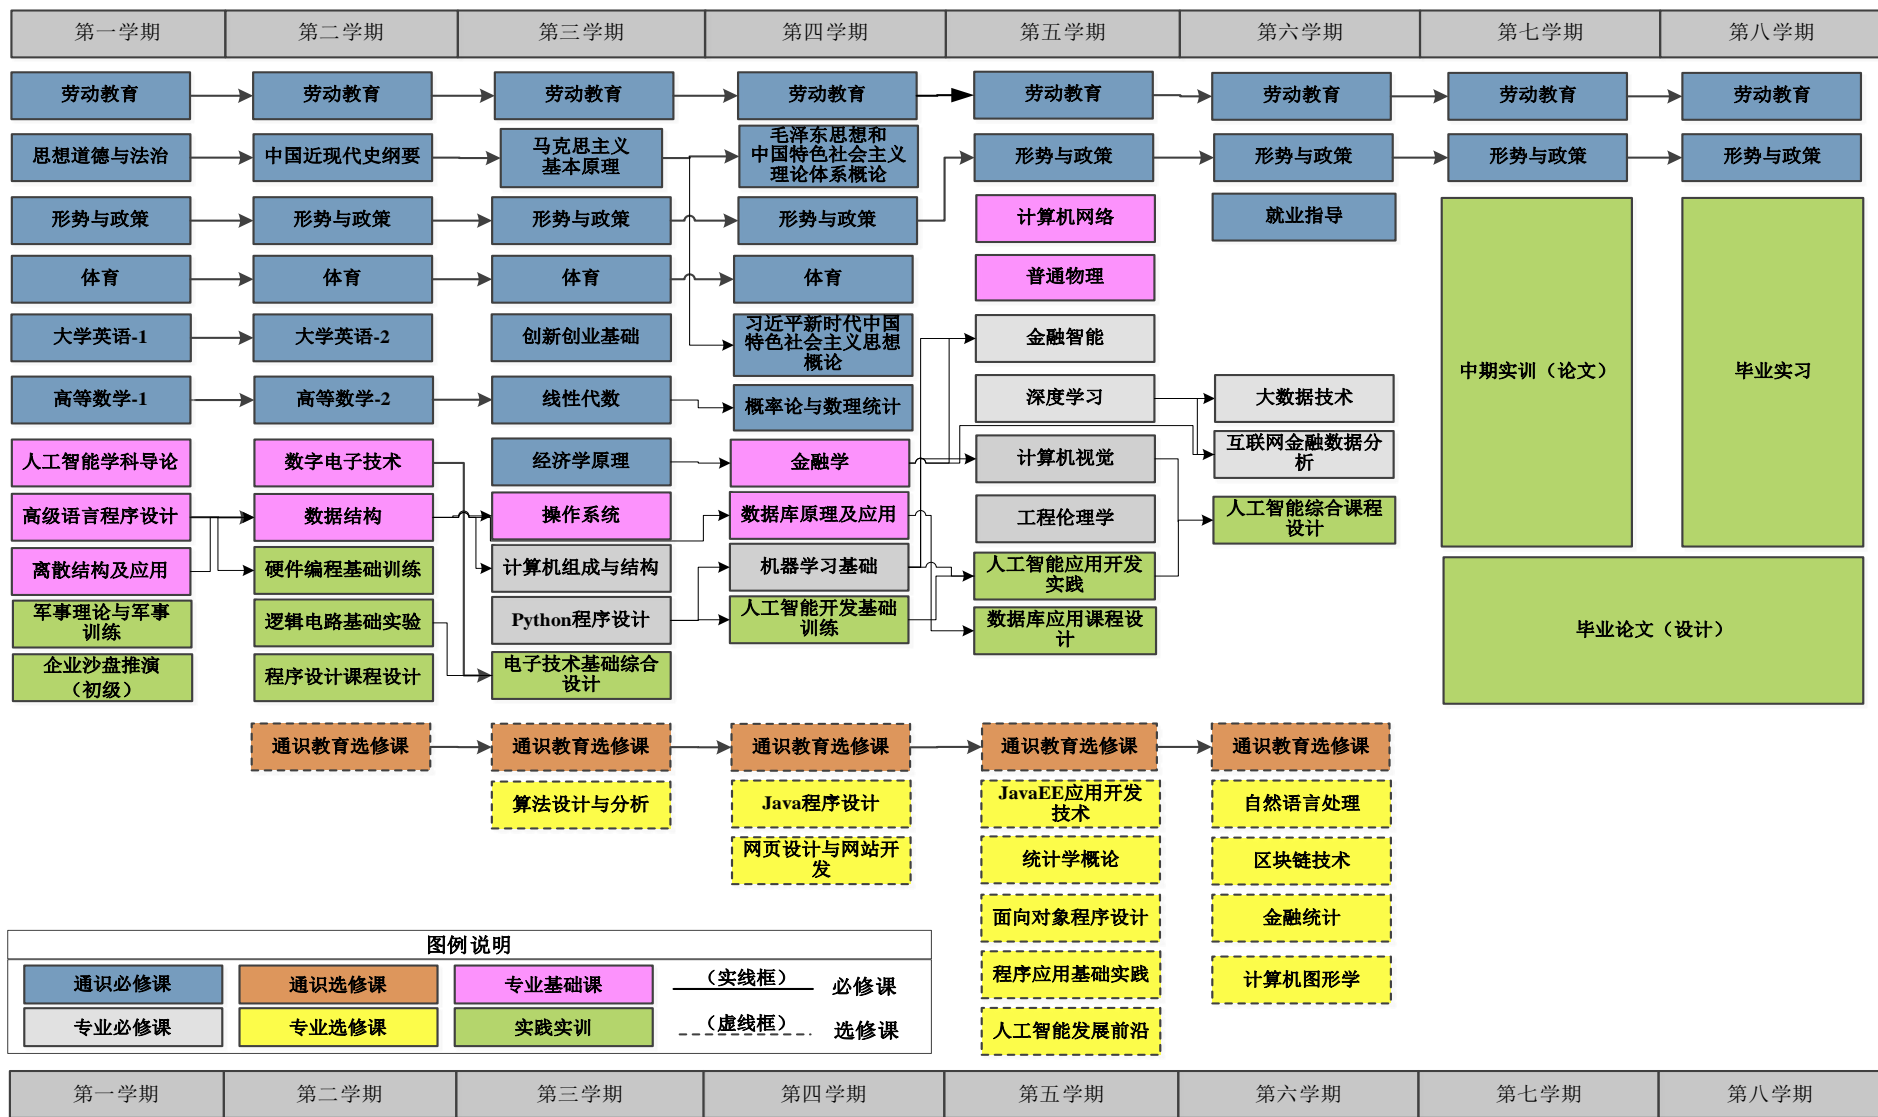 第一学期
第二学期
第三学期
第四学期
第五学期
第六学期
第七学期
第八学期
劳动教育
劳动教育
劳动教育
劳动教育
劳动教育
劳动教育
劳动教育
劳动教育
思想道德与法治
中国近现代史纲要
马克思主义
基本原理
毛泽东思想和
中国特色社会主义
理论体系概论
形势与政策
形势与政策
形势与政策
形势与政策
形势与政策
形势与政策
形势与政策
形势与政策
计算机网络
就业指导
体育
体育
体育
体育
普通物理
大学英语-1
大学英语-2
创新创业基础
习近平新时代中国
特色社会主义思想
概论
金融智能
中期实训（论文）
毕业实习
高等数学-1
高等数学-2
线性代数
概率论与数理统计
深度学习
大数据技术
人工智能学科导论
数字电子技术
经济学原理
金融学
计算机视觉
互联网金融数据分
析
高级语言程序设计
数据结构
操作系统
数据库原理及应用
工程伦理学
人工智能综合课程
设计
离散结构及应用
硬件编程基础训练
计算机组成与结构
机器学习基础
人工智能应用开发
实践
军事理论与军事
训练
逻辑电路基础实验
Python程序设计
人工智能开发基础
训练
数据库应用课程设
计
毕业论文（设计）
企业沙盘推演
（初级）
程序设计课程设计
电子技术基础综合
设计
通识教育选修课
通识教育选修课
通识教育选修课
通识教育选修课
通识教育选修课
算法设计与分析
Java程序设计
JavaEE应用开发
技术
自然语言处理
网页设计与网站开
发
统计学概论
区块链技术
面向对象程序设计
金融统计
程序应用基础实践
计算机图形学
人工智能发展前沿
图例说明
通识必修课
通识选修课
专业基础课
（实线框）
必修课
专业必修课
专业选修课
实践实训
（虚线框）
选修课
第一学期
第二学期
第三学期
第四学期
第五学期
第六学期
第七学期
第八学期